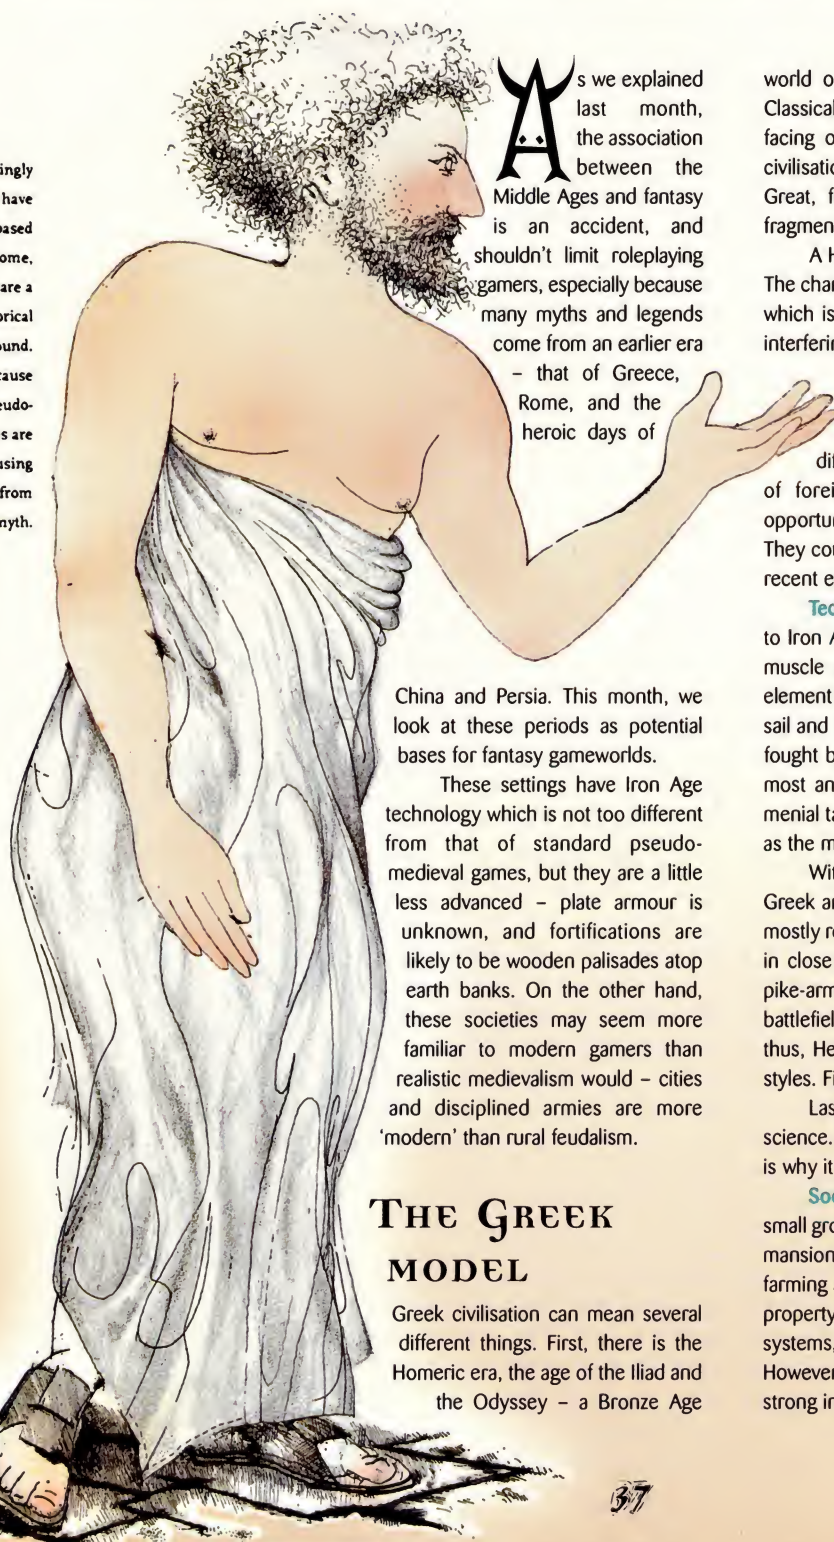 ingly
have
ased
ome,
are a
orical
und.
ause
eudo-
s are
using
from
nyth.
As we explained
last month,
the association
between the
Middle Ages and fantasy
is an accident, and
shouldn't limit roleplaying
gamers, especially because
many myths and legends
come from an earlier era
– that of Greece,
Rome, and the
heroic days of
China and Persia. This month, we
look at these periods as potential
bases for fantasy gameworlds.
These settings have Iron Age
technology which is not too different
from that of standard pseudo-
medieval games, but they are a little
less advanced – plate armour is
unknown, and fortifications are
likely to be wooden palisades atop
earth banks. On the other hand,
these societies may seem more
familiar to modern gamers than
realistic medievalism would – cities
and disciplined armies are more
'modern' than rural feudalism.
THE GREEK
MODEL
Greek civilisation can mean several
different things. First, there is the
Homeric era, the age of the Iliad and
the Odyssey – a Bronze Age
world o
Classical
facing o
civilisatio
Great, f
fragmen
A H
The char
which is
interferin
dif
of forei
opportun
They cou
recent e
Tec
to Iron A
muscle
element
sail and
fought b
most an
menial ta
as the m
Wit
Greek an
mostly re
in close
pike-arm
battlefiel
thus, He
styles. Fi
Las
science.
is why it
Soc
small gro
mansion
farming
property
systems,
However
strong in
37